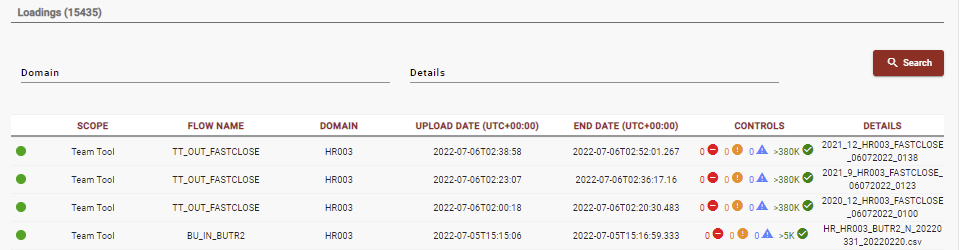 Loadings (15435)
Domain
Details
Search
SCOPE FLOW NAME DOMAIN UPLOAD DATE (UTC+00:00) END DATE (UTC+00:00) CONTROLS DETAILS
Team Tool TT_OUT_FASTCLOSE HR003 2022-07-06T02:38:58 2022-07-06T02:52:01.267 0 0 0 >380K 2021_12_HR003_FASTCLOSE
_06072022_0138
Team Tool TT_OUT_FASTCLOSE HR003 2022-07-06T02:23:07 2022-07-06T02:36:17.16 0 0 0 >380K 2021_9_HR003_FASTCLOSE_
06072022_0123
Team Tool TT_OUT_FASTCLOSE HR003 2022-07-06T02:00:18 2022-07-06T02:20:30.483 0 0 0 >380K 2020_12_HR003_FASTCLOSE
_06072022_0100
Team Tool BU_IN_BUTR2 HR003 2022-07-05T15:15:06 2022-07-05T15:16:59.333 0 0 0 >5K HR_HR003_BUTR2_N_20220
331_20220220.csv